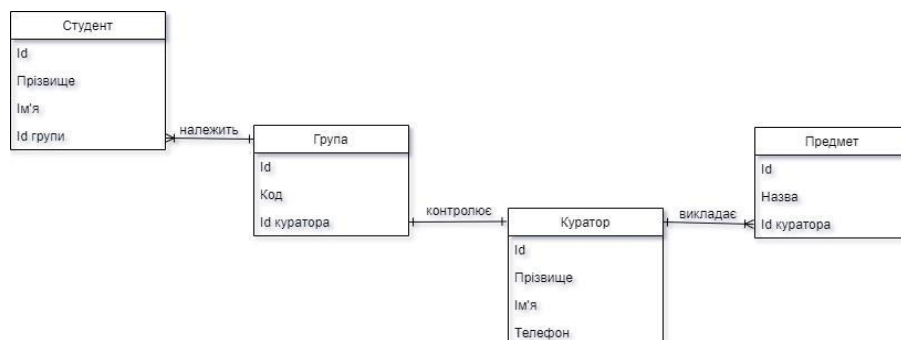 Студент
Id
Прізвище
Ім'я
Id групи
належить
Група
Id
Код
Id куратора
контролює
Куратор
Id
Прізвище
Ім'я
Телефон
викладає
Предмет
Id
Назва
Id куратора